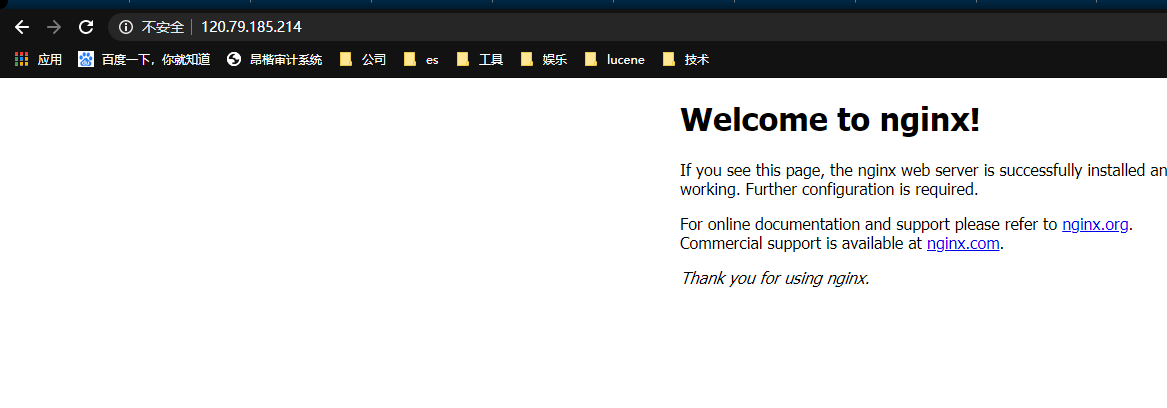 不安全 120.79.185.214
应用 百度一下，你就知道 昂楷审计系统 公司 es 工具 娱乐 lucene 技术
Welcome to nginx!
If you see this page, the nginx web server is successfully installed an
working. Further configuration is required.
For online documentation and support please refer to nginx.org.
Commercial support is available at nginx.com.
Thank you for using nginx.